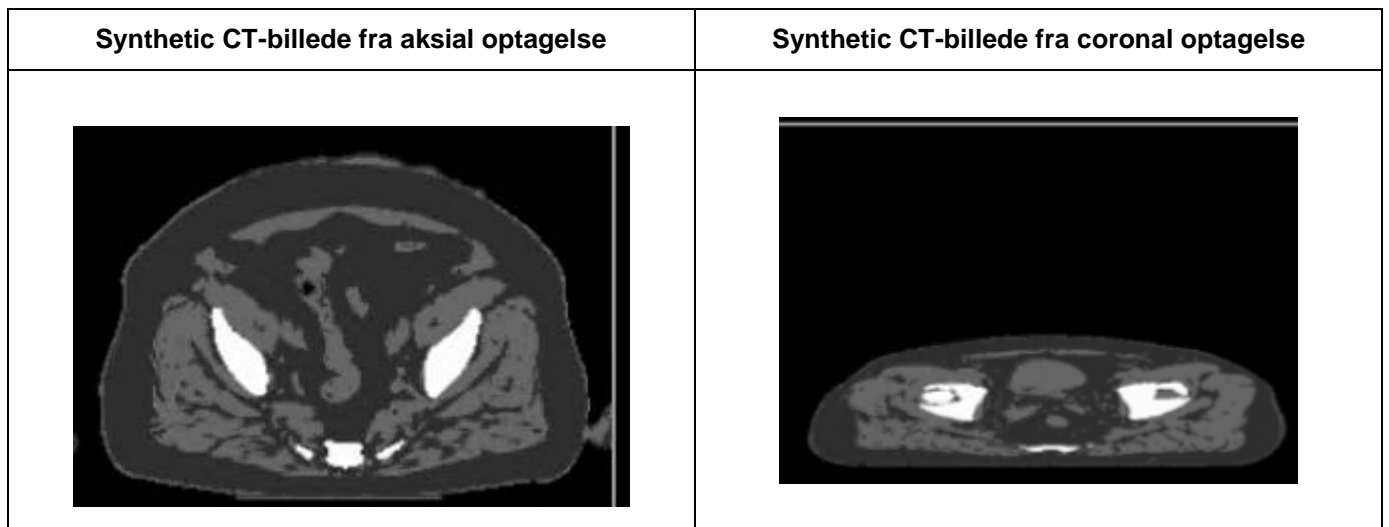 Synthetic CT-billede fra aksial optagelse
Synthetic CT-billede fra coronal optagelse